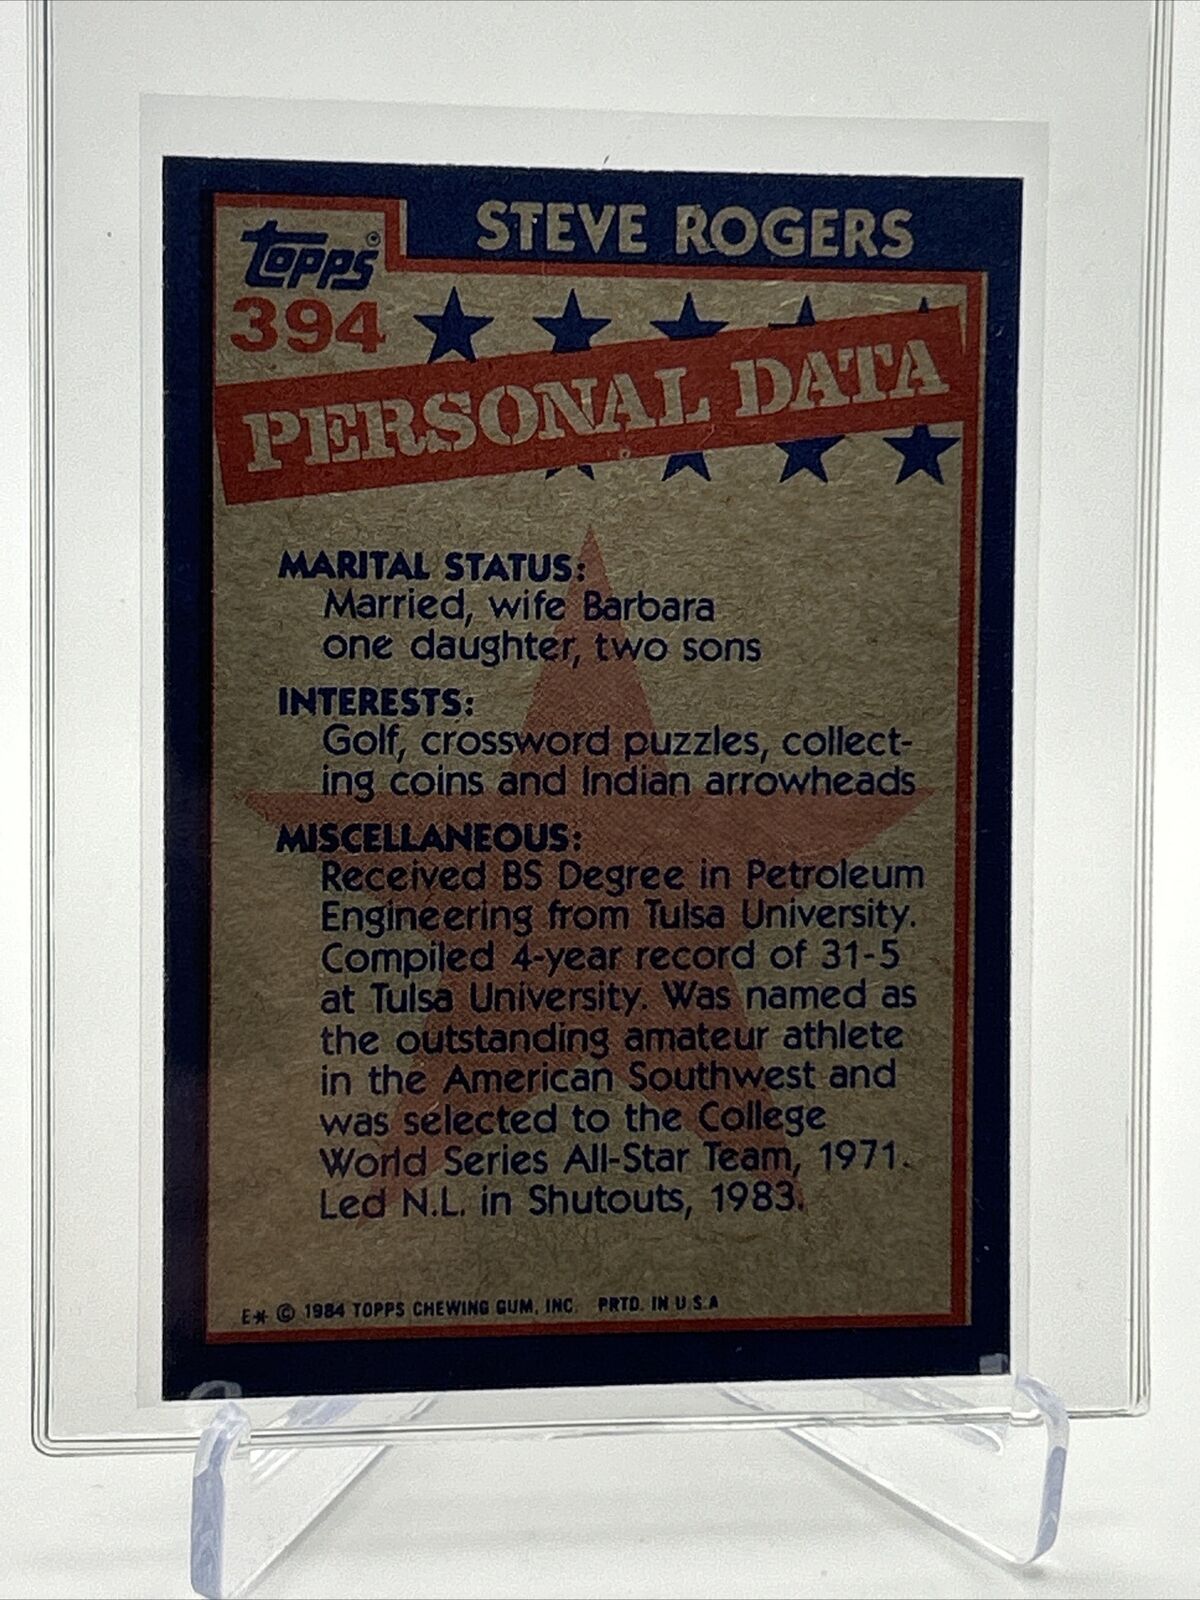 STEVE ROGERS
Topps®
394
PERSONAL DATA
MARITAL STATUS:
Married, wife Barbara
one daughter, two sons
INTERESTS:
Golf, crossword puzzles, collect-
ing coins and Indian arrowheads
MISCELLANEOUS:
Received BS Degree in Petroleum
Engineering from Tulsa University.
Compiled 4-year record of 31-5
at Tulsa University. Was named as
the outstanding amateur athlete
in the American Southwest and
was selected to the College
World Series All-Star Team, 1971.
Led N.L. in Shutouts, 1983.
E* © 1984 TOPPS CHEWING GUM, INC. PRTD. IN U.S.A